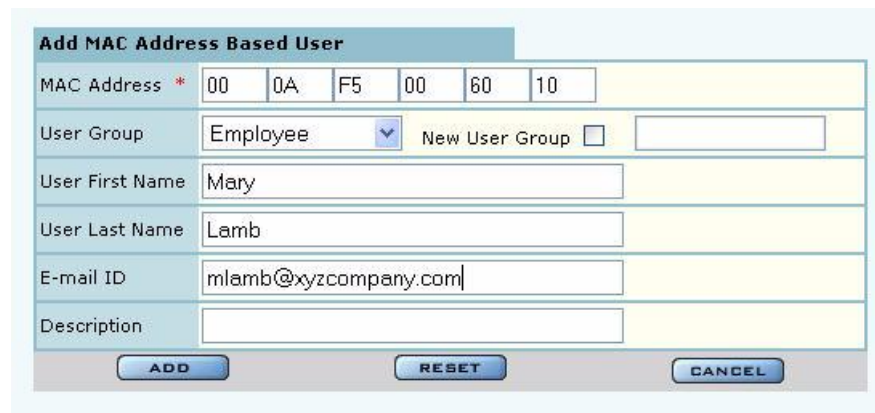 Add MAC Address Based User
MAC Address * 00 0A F5 00 60 10
User Group Employee New User Group
User First Name Mary
User Last Name Lamb
E-mail ID mlamb@xyzcompany.com
Description
ADD RESET CANCEL